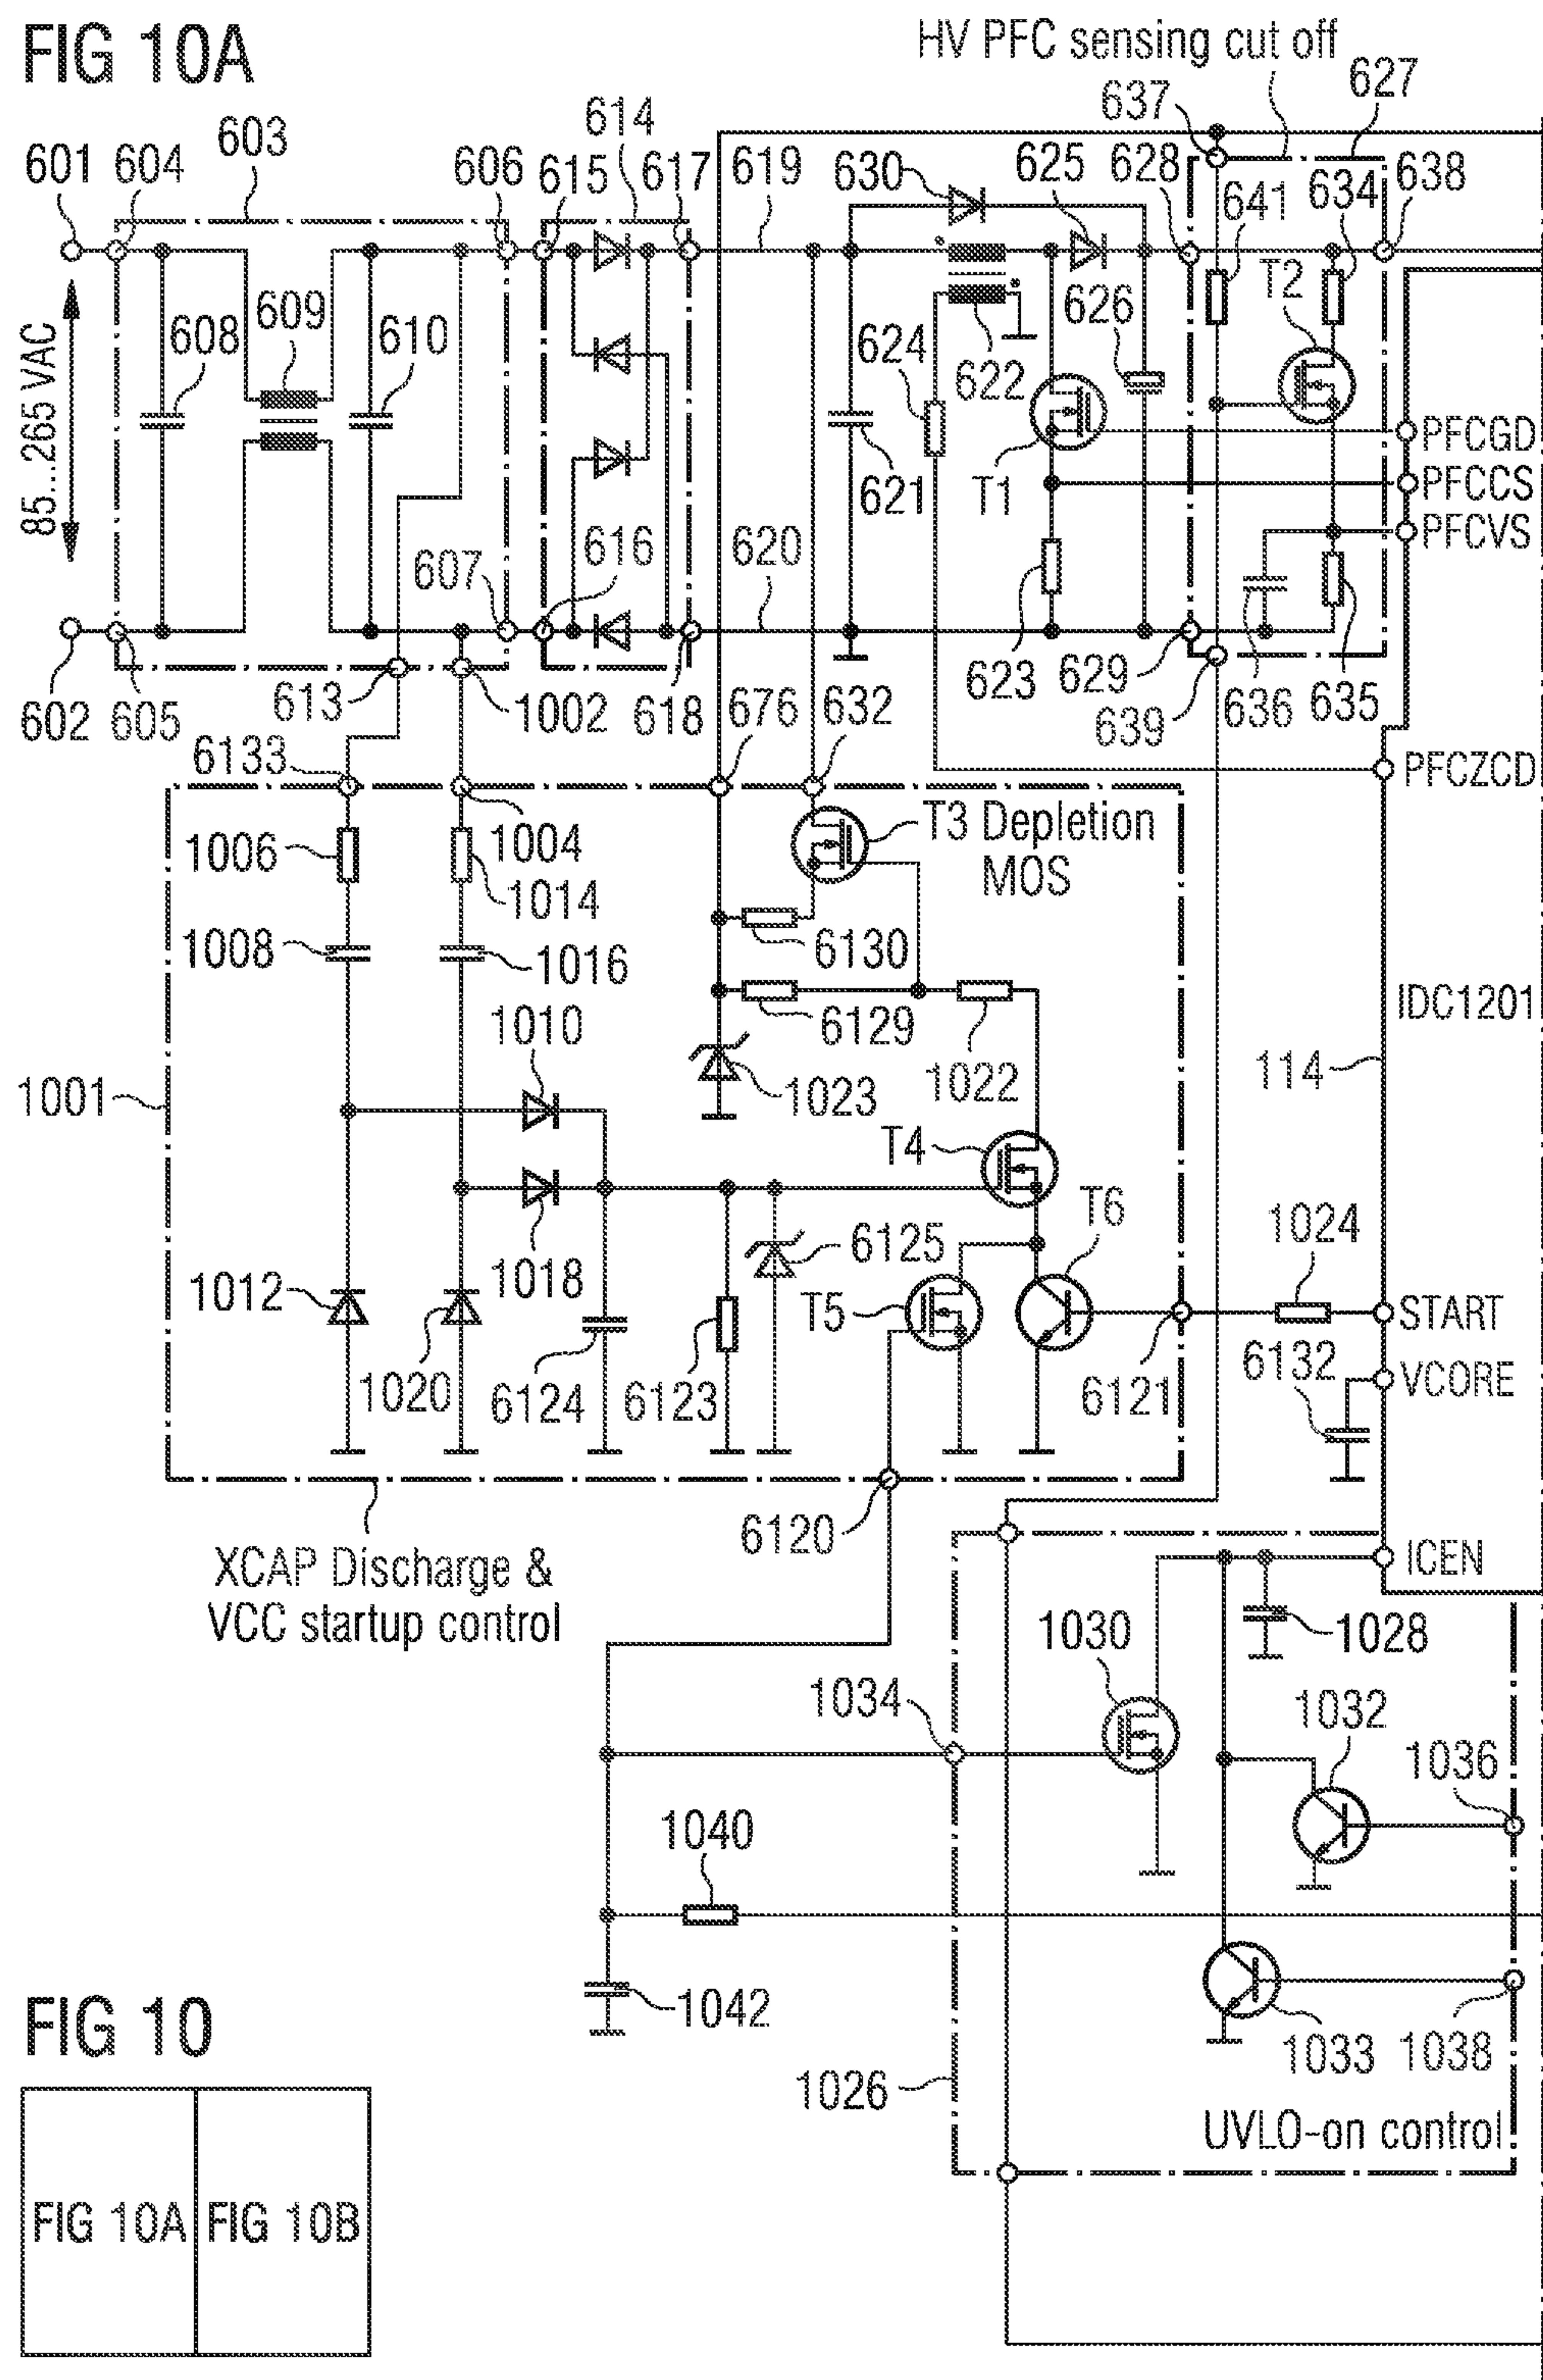 FIG 10A
HV PFC sensing cut off
637
627
614
603
601
604
606
615
617
619
630
625
628
641
634
638
T2
608
609
610
624
622
626
85...265 VAC
621
T1
PFCGD
PFCCS
PFCVS
616
607
620
602
605
613
1002
618
676
632
623
629
639
636
635
6133
PFCZCD
1006
1004
1014
T3 Depletion
MOS
1008
1016
6130
1010
6129
1022
IDC1201
1001
1023
114
T4
T6
1012
1018
6125
1024
T5
START
1020
6124
6123
6121
6132
VCORE
6120
XCAP Discharge &
VCC startup control
ICEN
1030
1028
1034
1032
1036
1040
1042
1033
1038
1026
UVLO-on control
FIG 10
FIG 10A
FIG 10B